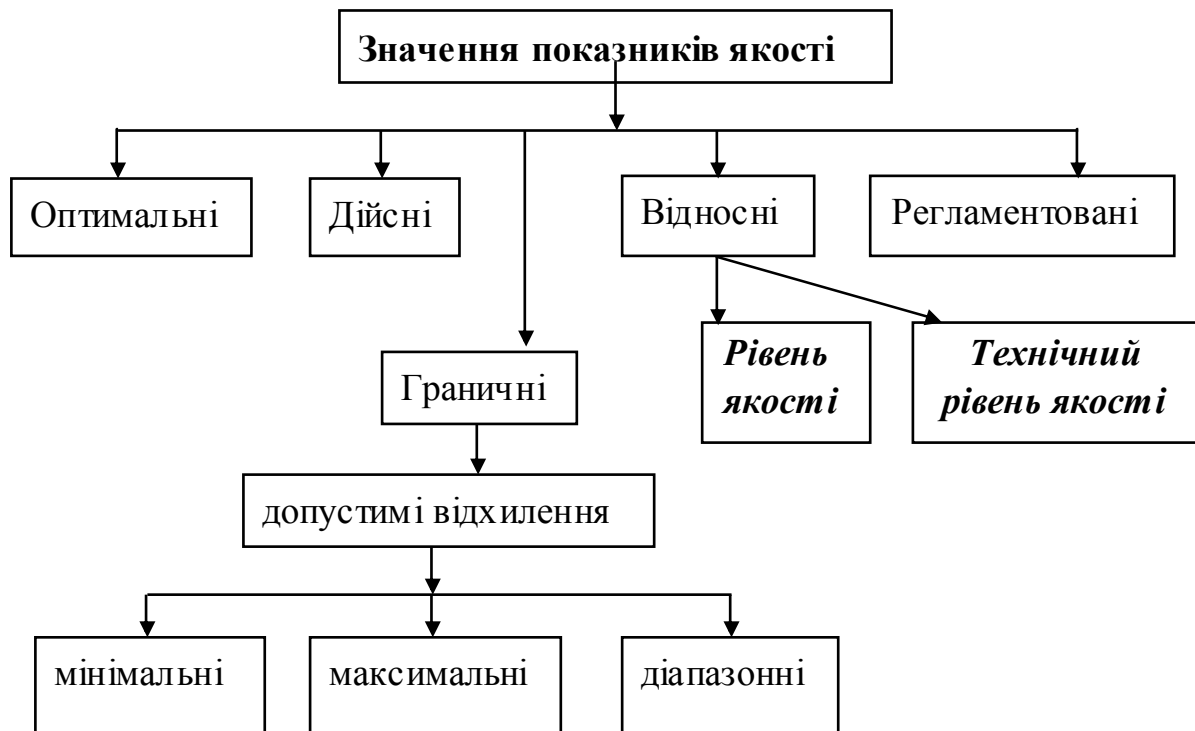 Значення показників якості
Оптимальні
Дійсні
Відносні
Регламентовані
Рівень
якості
Технічний
рівень якості
Граничні
допустимі відхилення
мінімальні
максимальні
діапазонні